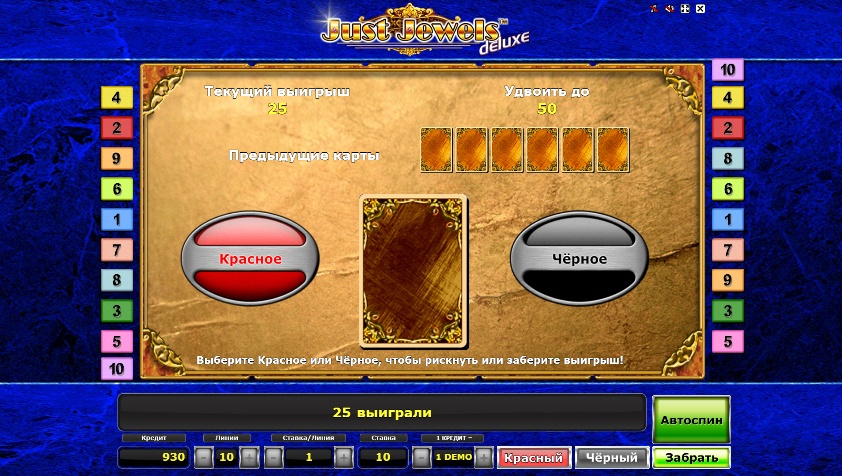 Just Jewels™
deluxe
Текущий выигрыш
25
Удвоить до
50
Предыдущие карты
Красное
Чёрное
Выберите Красное или Чёрное, чтобы рискнуть или заберите выигрыш!
4
2
9
6
1
7
8
3
5
10
10
4
2
8
6
1
7
9
3
5
25 выиграли
Автоспин
Кредит
Линии
Ставка/Линия
Ставка
1 КРЕДИТ =
930
- 10 +
- 1 +
10
- 1 DEMO +
Красный
Чёрный
Забрать